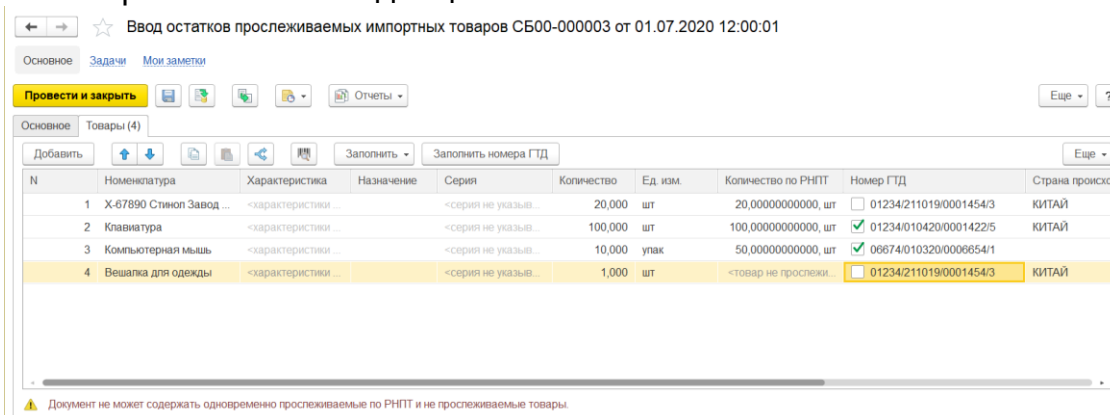 Ввод остатков прослеживаемых импортных товаров СБ00-000003 от 01.07.2020 12:00:01
Основное Задачи Мои заметки
Провести и закрыть Отчеты Еще ?
Основное Товары (4)
Добавить Заполнить Заполнить номера ГТД Еще
N Номенклатура Характеристика Назначение Серия Количество Ед. изм. Количество по РНПТ Номер ГТД Страна происхо
1 X-67890 Стинол Завод ... <характеристики ... <серия не указыв... 20,000 шт 20,00000000000, шт 01234/211019/0001454/3 КИТАЙ
2 Клавиатура <характеристики ... <серия не указыв... 100,000 шт 100,00000000000, шт 01234/010420/0001422/5 КИТАЙ
3 Компьютерная мышь <характеристики ... <серия не указыв... 10,000 упак 50,00000000000, шт 06674/010320/0006654/1
4 Вешалка для одежды <характеристики ... <серия не указыв... 1,000 шт <товар не прослежи... 01234/211019/0001454/3 КИТАЙ
Документ не может содержать одновременно прослеживаемые по РНПТ и не прослеживаемые товары.